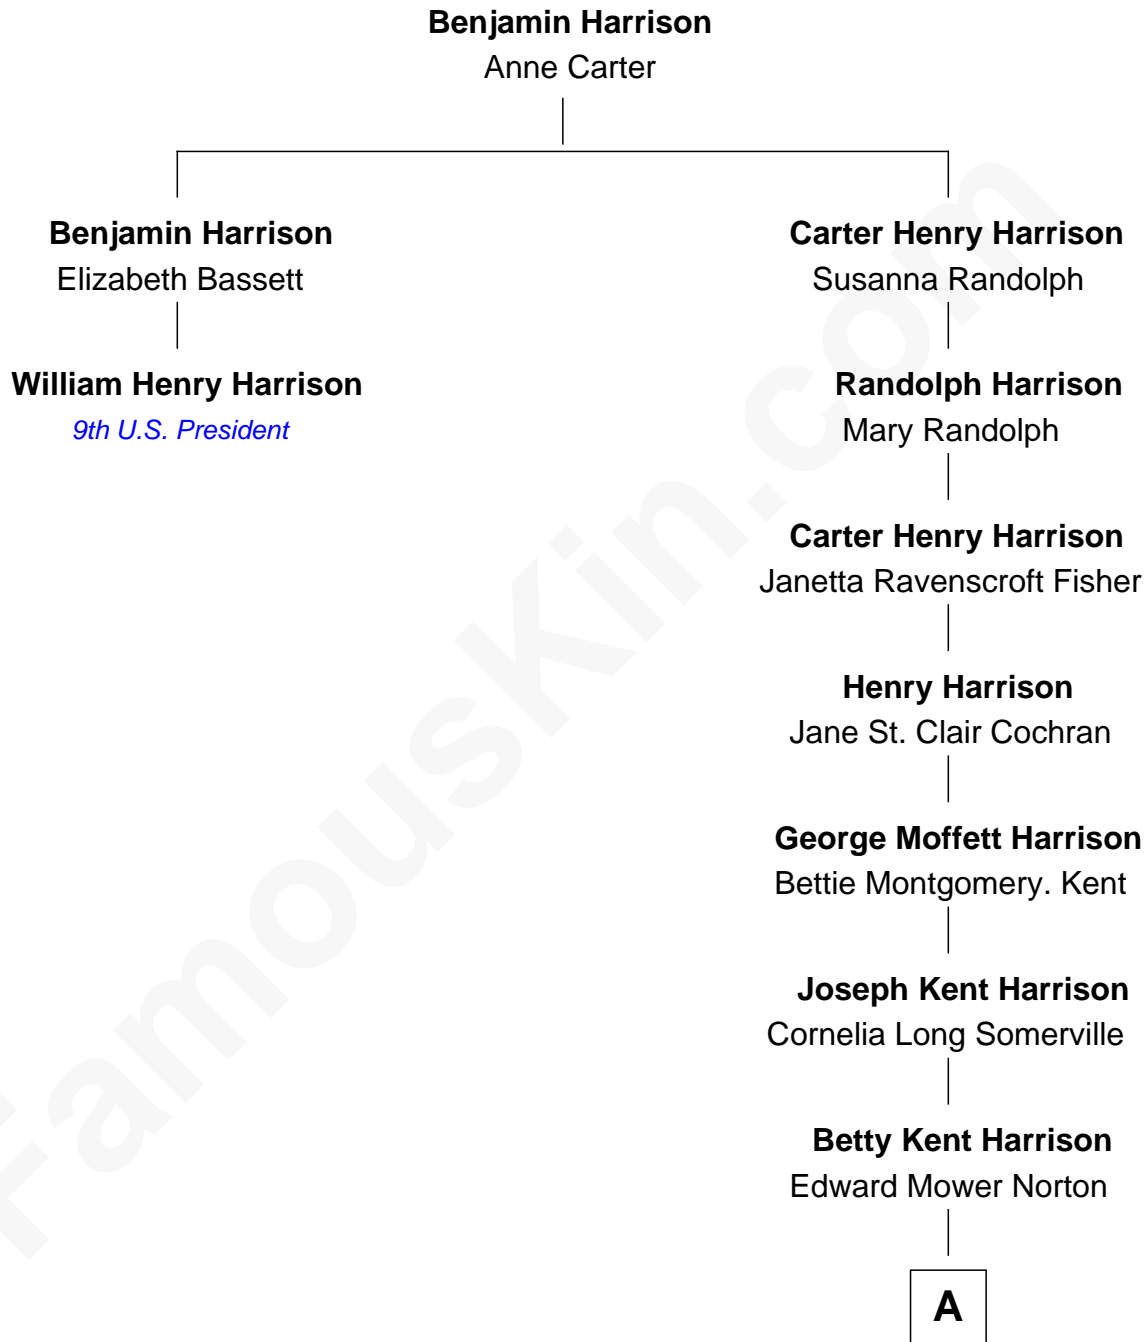 Benjamin Harrison
Anne Carter
Benjamin Harrison
Elizabeth Bassett
William Henry Harrison
9th U.S. President
Carter Henry Harrison
Susanna Randolph
Randolph Harrison
Mary Randolph
Carter Henry Harrison
Janetta Ravenscroft Fisher
Henry Harrison
Jane St. Clair Cochran
George Moffett Harrison
Bettie Montgomery. Kent
Joseph Kent Harrison
Cornelia Long Somerville
Betty Kent Harrison
Edward Mower Norton
A
FamousKin.com